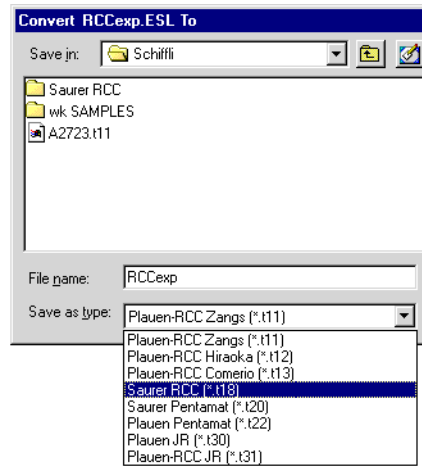 Convert RCCexp.ESL To
Save in: Schiffli
Saurer RCC
wk SAMPLES
A2723.t11
File name: RCCexp
Save as type: Plauen-RCC Zangs (*.t11)
Plauen-RCC Zangs (*.t11)
Plauen-RCC Hiraoka (*.t12)
Plauen-RCC Comerio (*.t13)
Saurer RCC (*.t18)
Saurer Pentamat (*.t20)
Plauen Pentamat (*.t22)
Plauen JR (*.t30)
Plauen-RCC JR (*.t31)